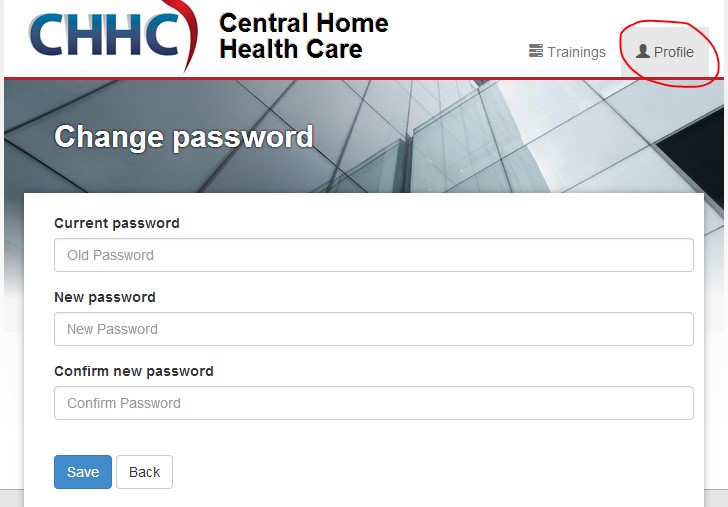 CHHC
Central Home
Health Care
Trainings
Profile
Change password
Current password
Old Password
New password
New Password
Confirm new password
Confirm Password
Save
Back